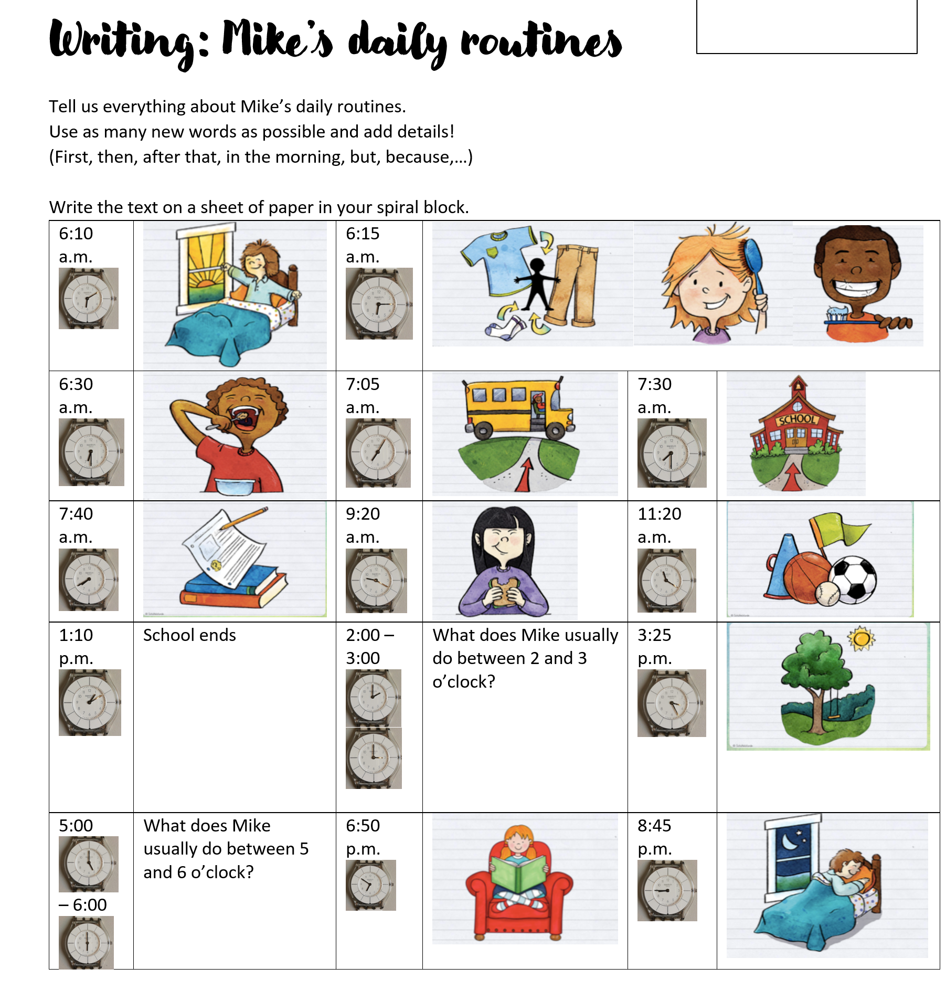 Writing: Mike's daily routines
Tell us everything about Mike's daily routines.
Use as many new words as possible and add details!
(First, then, after that, in the morning, but, because,...)
Write the text on a sheet of paper in your spiral block.
6:10
a.m.
6:15
a.m.
6:30
a.m.
7:05
a.m.
7:30
a.m.
SCHOOL
7:40
a.m.
9:20
a.m.
11:20
a.m.
1:10
p.m.
School ends
2:00 –
3:00
What does Mike usually
do between 2 and 3
o'clock?
3:25
p.m.
5:00
– 6:00
What does Mike
usually do between 5
and 6 o'clock?
6:50
p.m.
8:45
p.m.